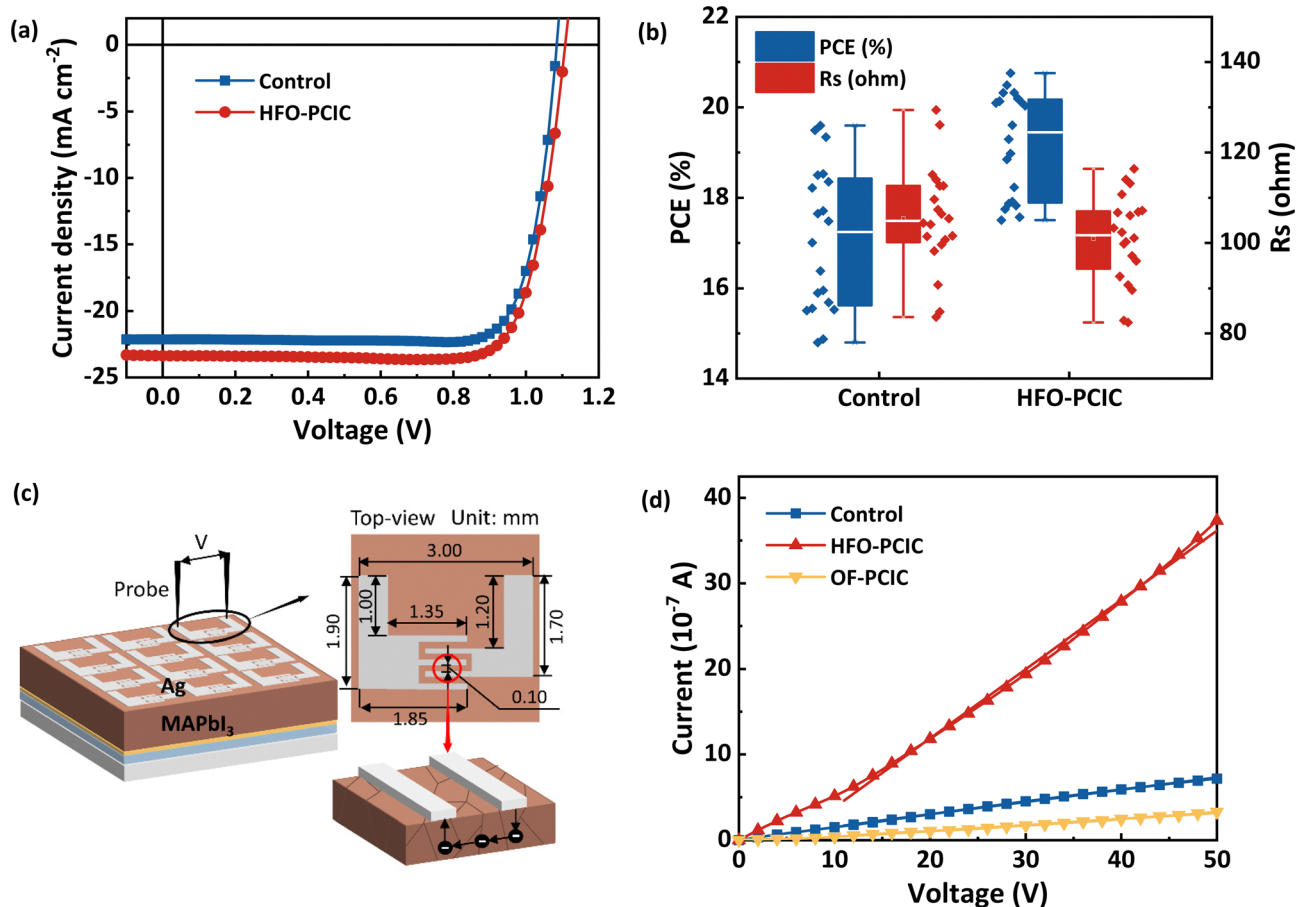 (a)
Current density (mA cm⁻²)
0
-5
-10
-15
-20
-25
Control
HFO-PCIC
0.0 0.2 0.4 0.6 0.8 1.0 1.2
Voltage (V)
(b)
PCE (%)
22
20
18
16
14
PCE (%)
Rs (ohm)
140
120
100
80
Rs (ohm)
Control HFO-PCIC
(c)
V
Probe
Ag
MAPbI₃
Top-view Unit: mm
3.00
1.90
1.00
1.35
1.20
1.70
0.10
1.85
(d)
Current (10⁻⁷ A)
40
30
20
10
0
Control
HFO-PCIC
OF-PCIC
0 10 20 30 40 50
Voltage (V)